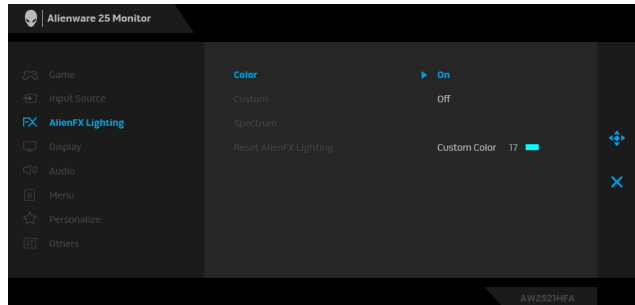 Alienware 25 Monitor
Game
Color
On
Input Source
Custom
Off
FX AlienFX Lighting
Spectrum
Display
Reset AlienFX Lighting
Custom Color 17
Audio
Menu
Personalize
Others
AW2521HFA